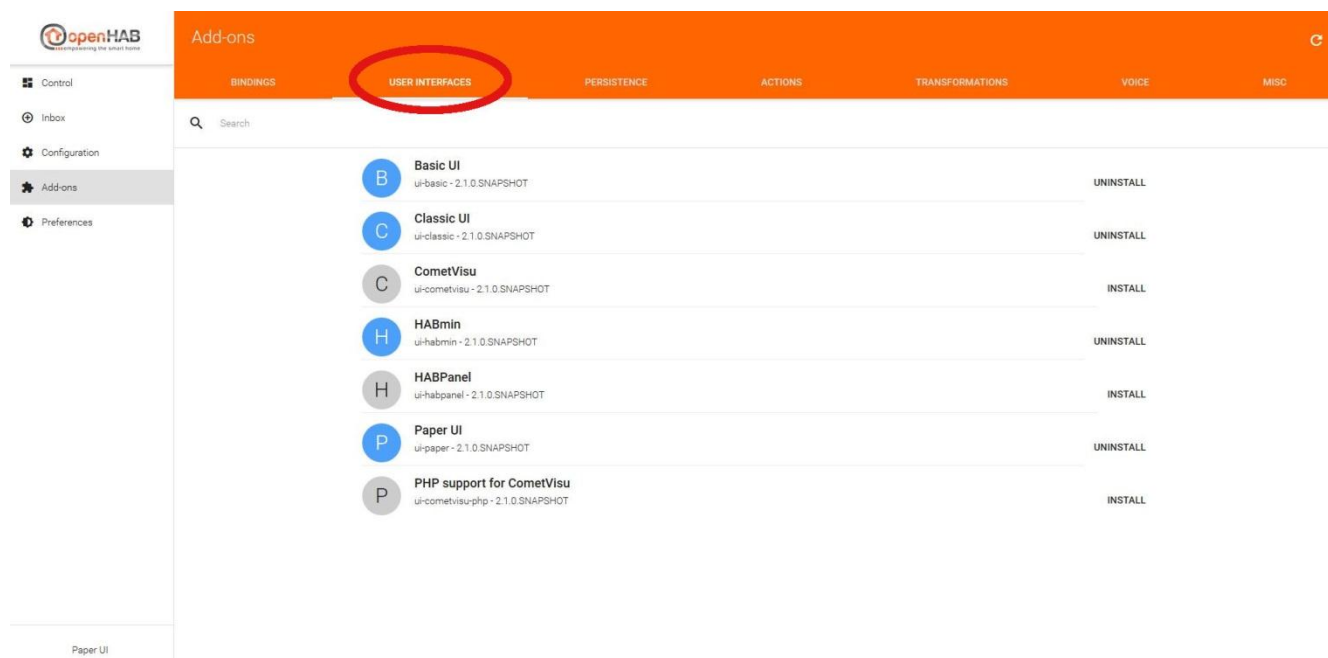 openHAB
empowering the smart home
Control
Inbox
Configuration
Add-ons
Preferences
Paper UI
Add-ons
BINDINGS
USER INTERFACES
PERSISTENCE
ACTIONS
TRANSFORMATIONS
VOICE
MISC
Search
B
Basic UI
ui-basic - 2.1.0.SNAPSHOT
UNINSTALL
C
Classic UI
ui-classic - 2.1.0.SNAPSHOT
UNINSTALL
C
CometVisu
ui-cometvisu - 2.1.0.SNAPSHOT
INSTALL
H
HABmin
ui-habmin - 2.1.0.SNAPSHOT
UNINSTALL
H
HABPanel
ui-habpanel - 2.1.0.SNAPSHOT
INSTALL
P
Paper UI
ui-paper - 2.1.0.SNAPSHOT
UNINSTALL
P
PHP support for CometVisu
ui-cometvisu-php - 2.1.0.SNAPSHOT
INSTALL